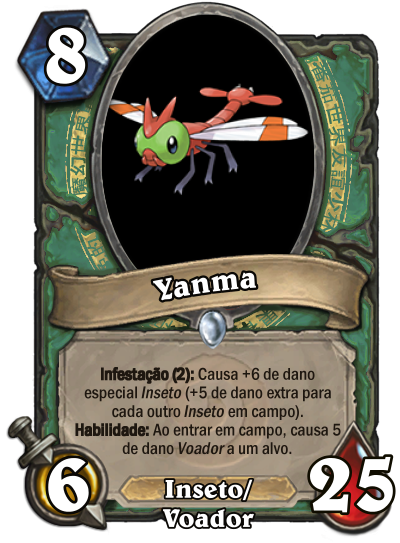 8
Yanma
Infestação (2): Causa +6 de dano
especial Inseto (+5 de dano extra para
cada outro Inseto em campo).
Habilidade: Ao entrar em campo, causa 5
de dano Voador a um alvo.
6
Inseto/
Voador
25